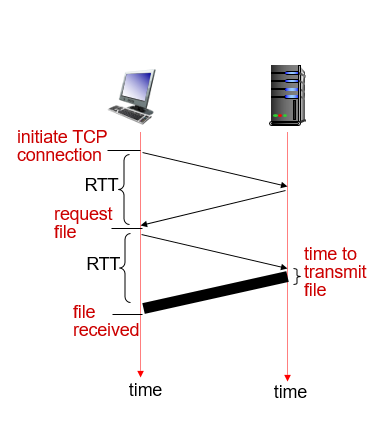 initiate TCP
connection
RTT
request
file
RTT
time to
transmit
file
file
received
time
time